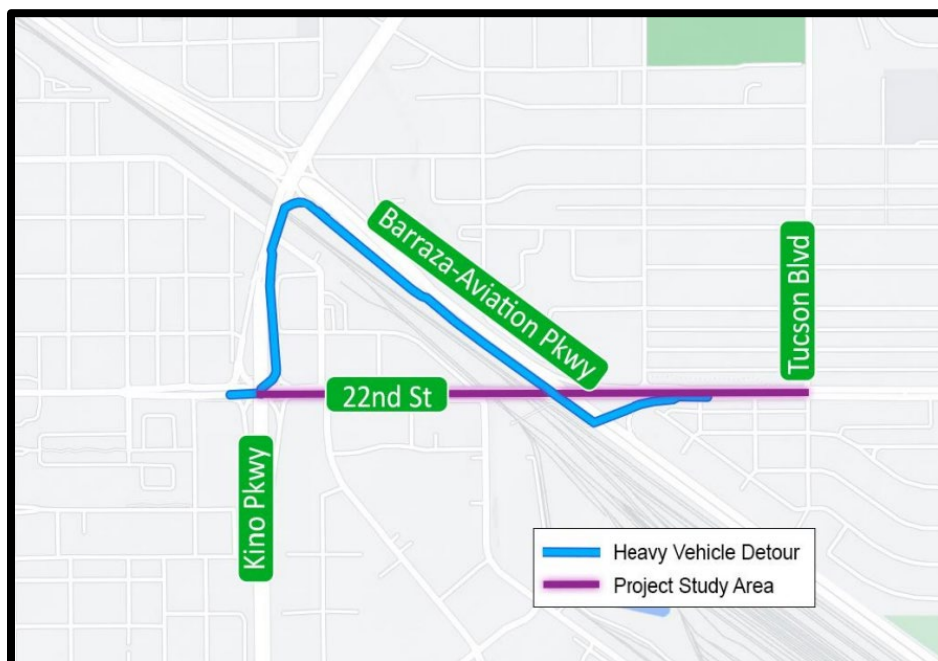 Barraza-Aviation Pkwy
Tucson Blvd
22nd St
Kino Pkwy
Heavy Vehicle Detour
Project Study Area